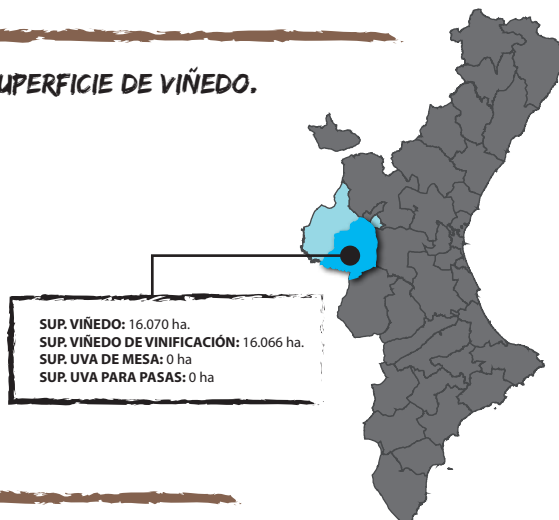 UPERFICIE DE VIÑEDO.
SUP. VIÑEDO: 16.070 ha.
SUP. VIÑEDO DE VINIFICACIÓN: 16.066 ha.
SUP. UVA DE MESA: 0 ha
SUP. UVA PARA PASAS: 0 ha